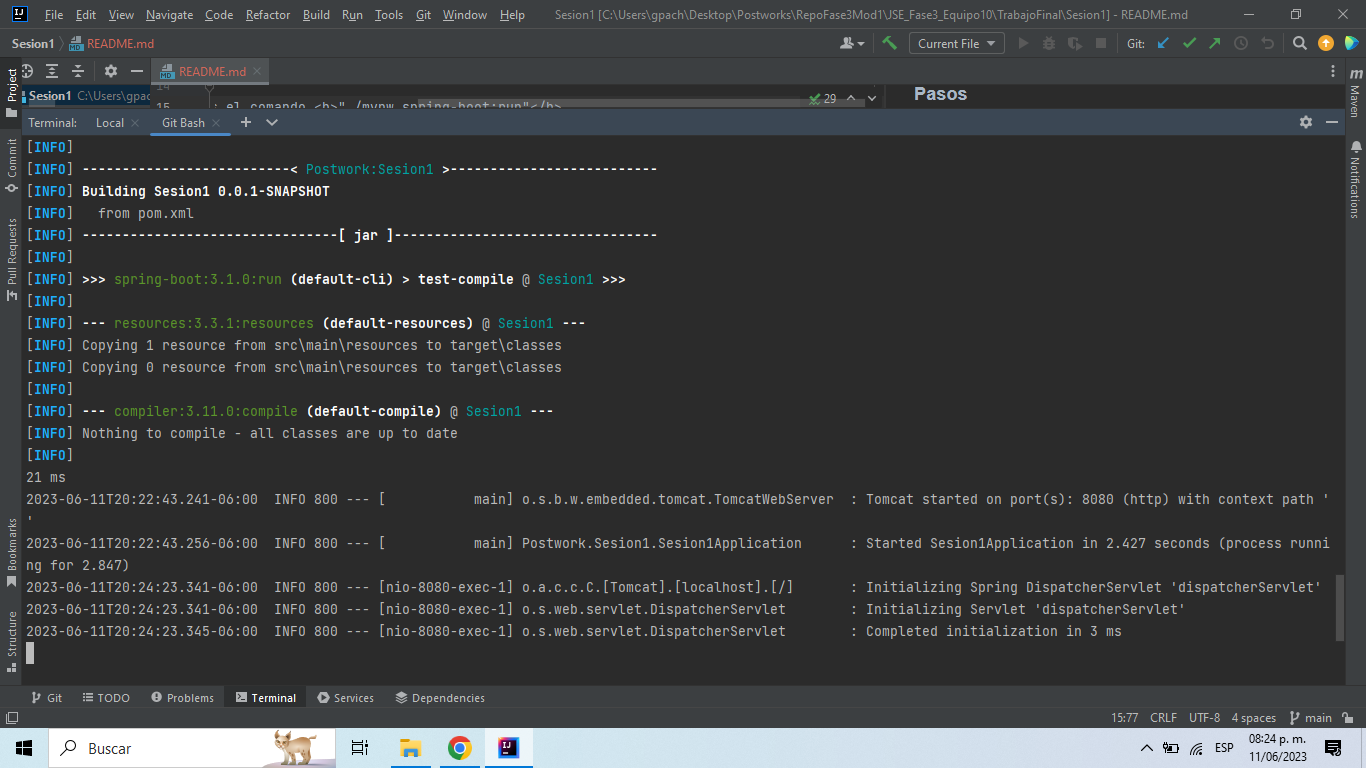 File Edit View Navigate Code Refactor Build Run Tools Git Window Help Sesion1 [C:\Users\gpach\Desktop\Postworks\RepoFase3Mod1\JSE_Fase3_Equipo10\TrabajoFinal\Sesion1] - README.md
Sesion1 README.md Current File Git:
README.md
Project
Sesion1 C:\Users\gpac
14
15 el comando <b>"./mvnw spring-boot:run"</b>
29
Pasos
Terminal: Local Git Bash
[INFO]
[INFO] --------------------------< Postwork:Sesion1 >--------------------------
[INFO] Building Sesion1 0.0.1-SNAPSHOT
[INFO]   from pom.xml
[INFO] --------------------------------[ jar ]---------------------------------
[INFO]
[INFO] >>> spring-boot:3.1.0:run (default-cli) > test-compile @ Sesion1 >>>
[INFO]
[INFO] --- resources:3.3.1:resources (default-resources) @ Sesion1 ---
[INFO] Copying 1 resource from src\main\resources to target\classes
[INFO] Copying 0 resource from src\main\resources to target\classes
[INFO]
[INFO] --- compiler:3.11.0:compile (default-compile) @ Sesion1 ---
[INFO] Nothing to compile - all classes are up to date
[INFO]
21 ms
2023-06-11T20:22:43.241-06:00  INFO 800 --- [           main] o.s.b.w.embedded.tomcat.TomcatWebServer  : Tomcat started on port(s): 8080 (http) with context path '
'
2023-06-11T20:22:43.256-06:00  INFO 800 --- [           main] Postwork.Sesion1.Sesion1Application      : Started Sesion1Application in 2.427 seconds (process runni
ng for 2.847)
2023-06-11T20:24:23.341-06:00  INFO 800 --- [nio-8080-exec-1] o.a.c.c.C.[Tomcat].[localhost].[/]       : Initializing Spring DispatcherServlet 'dispatcherServlet'
2023-06-11T20:24:23.341-06:00  INFO 800 --- [nio-8080-exec-1] o.s.web.servlet.DispatcherServlet        : Initializing Servlet 'dispatcherServlet'
2023-06-11T20:24:23.345-06:00  INFO 800 --- [nio-8080-exec-1] o.s.web.servlet.DispatcherServlet        : Completed initialization in 3 ms
Commit
Pull Requests
Bookmarks
Structure
Maven
Notifications
Git TODO Problems Terminal Services Dependencies
15:77 CRLF UTF-8 4 spaces main
Buscar
ESP
08:24 p. m.
11/06/2023